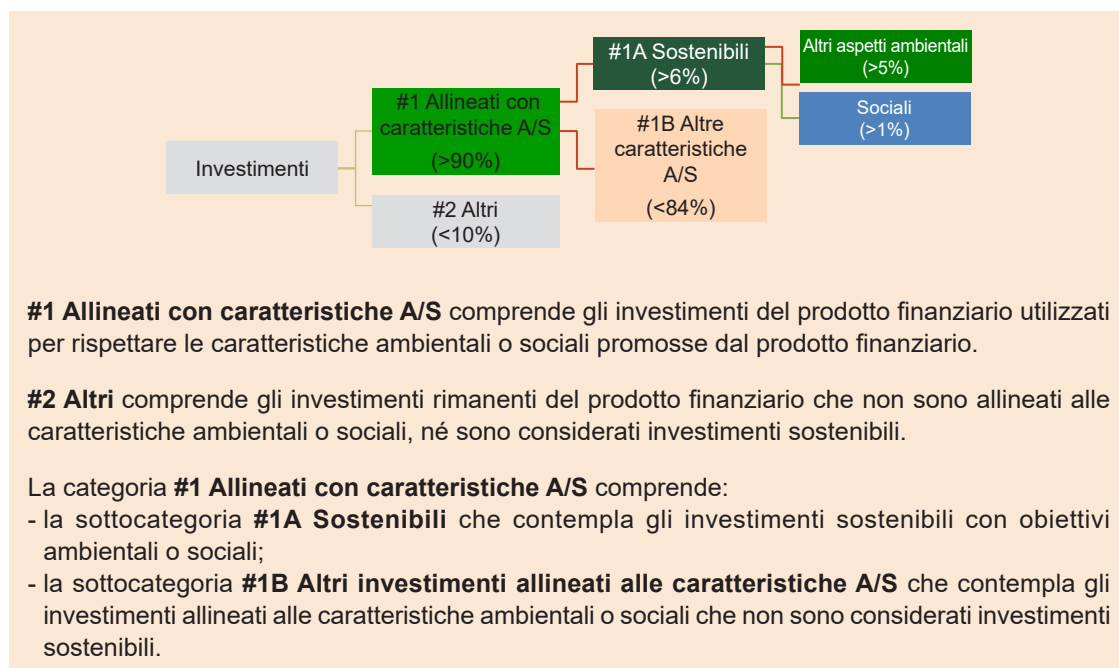 Investimenti
#1 Allineati con
caratteristiche A/S
(>90%)
#2 Altri
(<10%)
#1A Sostenibili
(>6%)
#1B Altre
caratteristiche
A/S
(<84%)
Altri aspetti ambientali
(>5%)
Sociali
(>1%)
#1 Allineati con caratteristiche A/S comprende gli investimenti del prodotto finanziario utilizzati
per rispettare le caratteristiche ambientali o sociali promosse dal prodotto finanziario.
#2 Altri comprende gli investimenti rimanenti del prodotto finanziario che non sono allineati alle
caratteristiche ambientali o sociali, né sono considerati investimenti sostenibili.
La categoria #1 Allineati con caratteristiche A/S comprende:
- la sottocategoria #1A Sostenibili che contempla gli investimenti sostenibili con obiettivi
ambientali o sociali;
- la sottocategoria #1B Altri investimenti allineati alle caratteristiche A/S che contempla gli
investimenti allineati alle caratteristiche ambientali o sociali che non sono considerati investimenti
sostenibili.